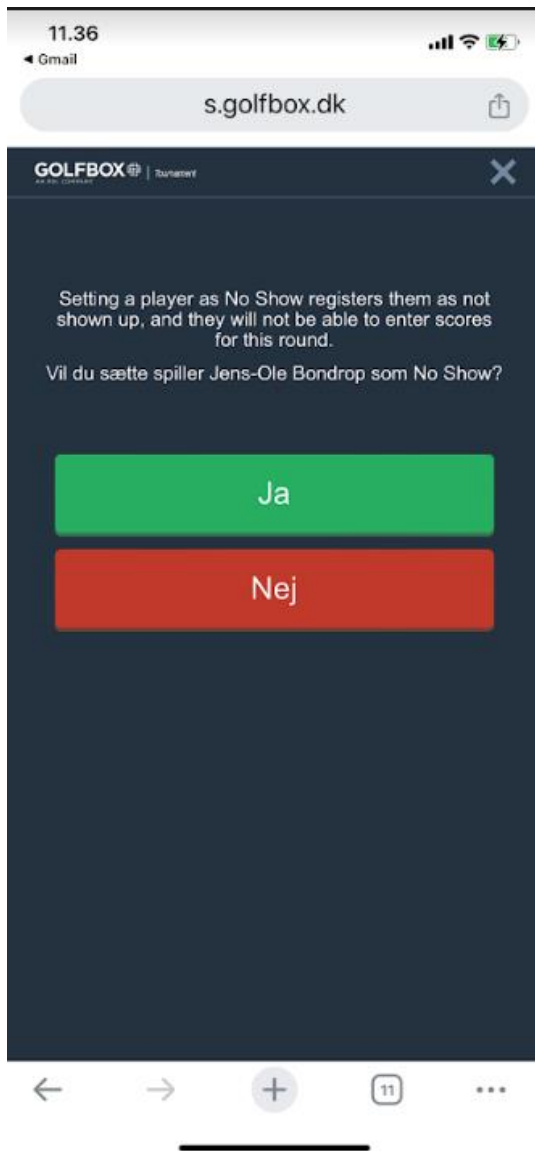 11.36
◄ Gmail
s.golfbox.dk
GOLFBOX | Tournament
Setting a player as No Show registers them as not
shown up, and they will not be able to enter scores
for this round.
Vil du sætte spiller Jens-Ole Bondrop som No Show?
Ja
Nej
11